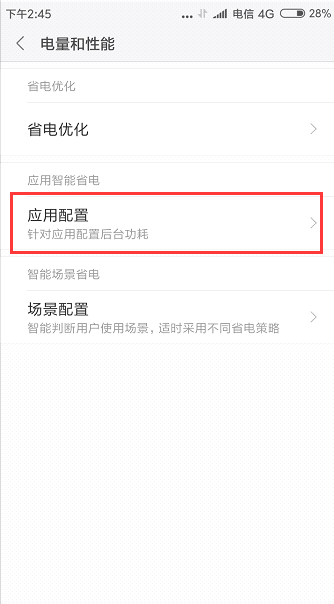 下午2:45 ... 电信 4G 28%
电量和性能
省电优化
省电优化
应用智能省电
应用配置
针对应用配置后台功耗
智能场景省电
场景配置
智能判断用户使用场景，适时采用不同省电策略